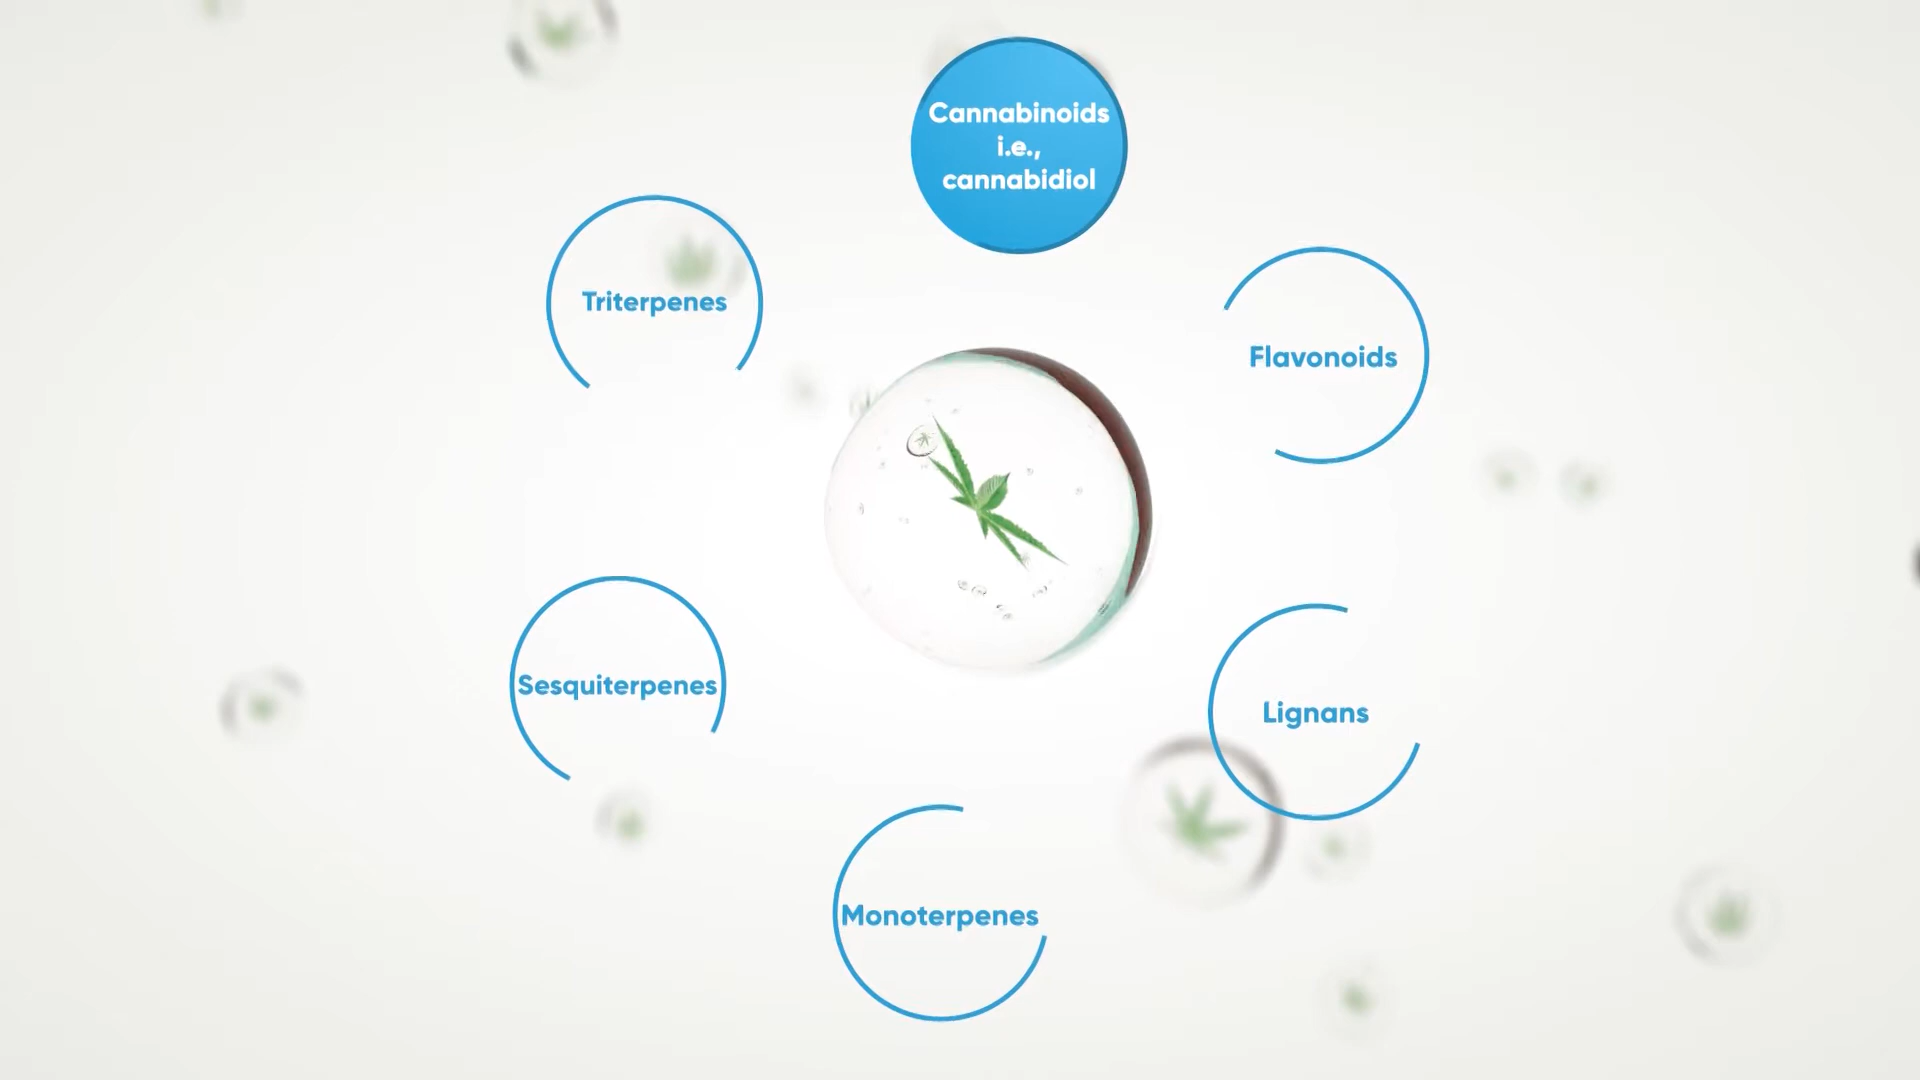 Cannabinoids
i.e.,
cannabidiol
Triterpenes
Flavonoids
Sesquiterpenes
Lignans
Monoterpenes